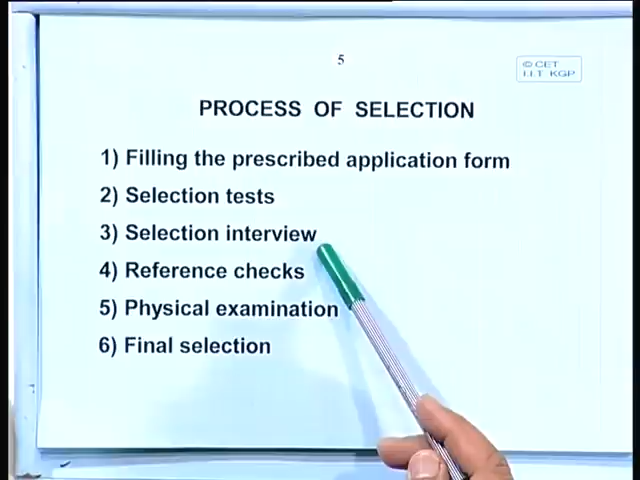 5
© CET
I.I.T KGP
PROCESS OF SELECTION
1) Filling the prescribed application form
2) Selection tests
3) Selection interview
4) Reference checks
5) Physical examination
6) Final selection